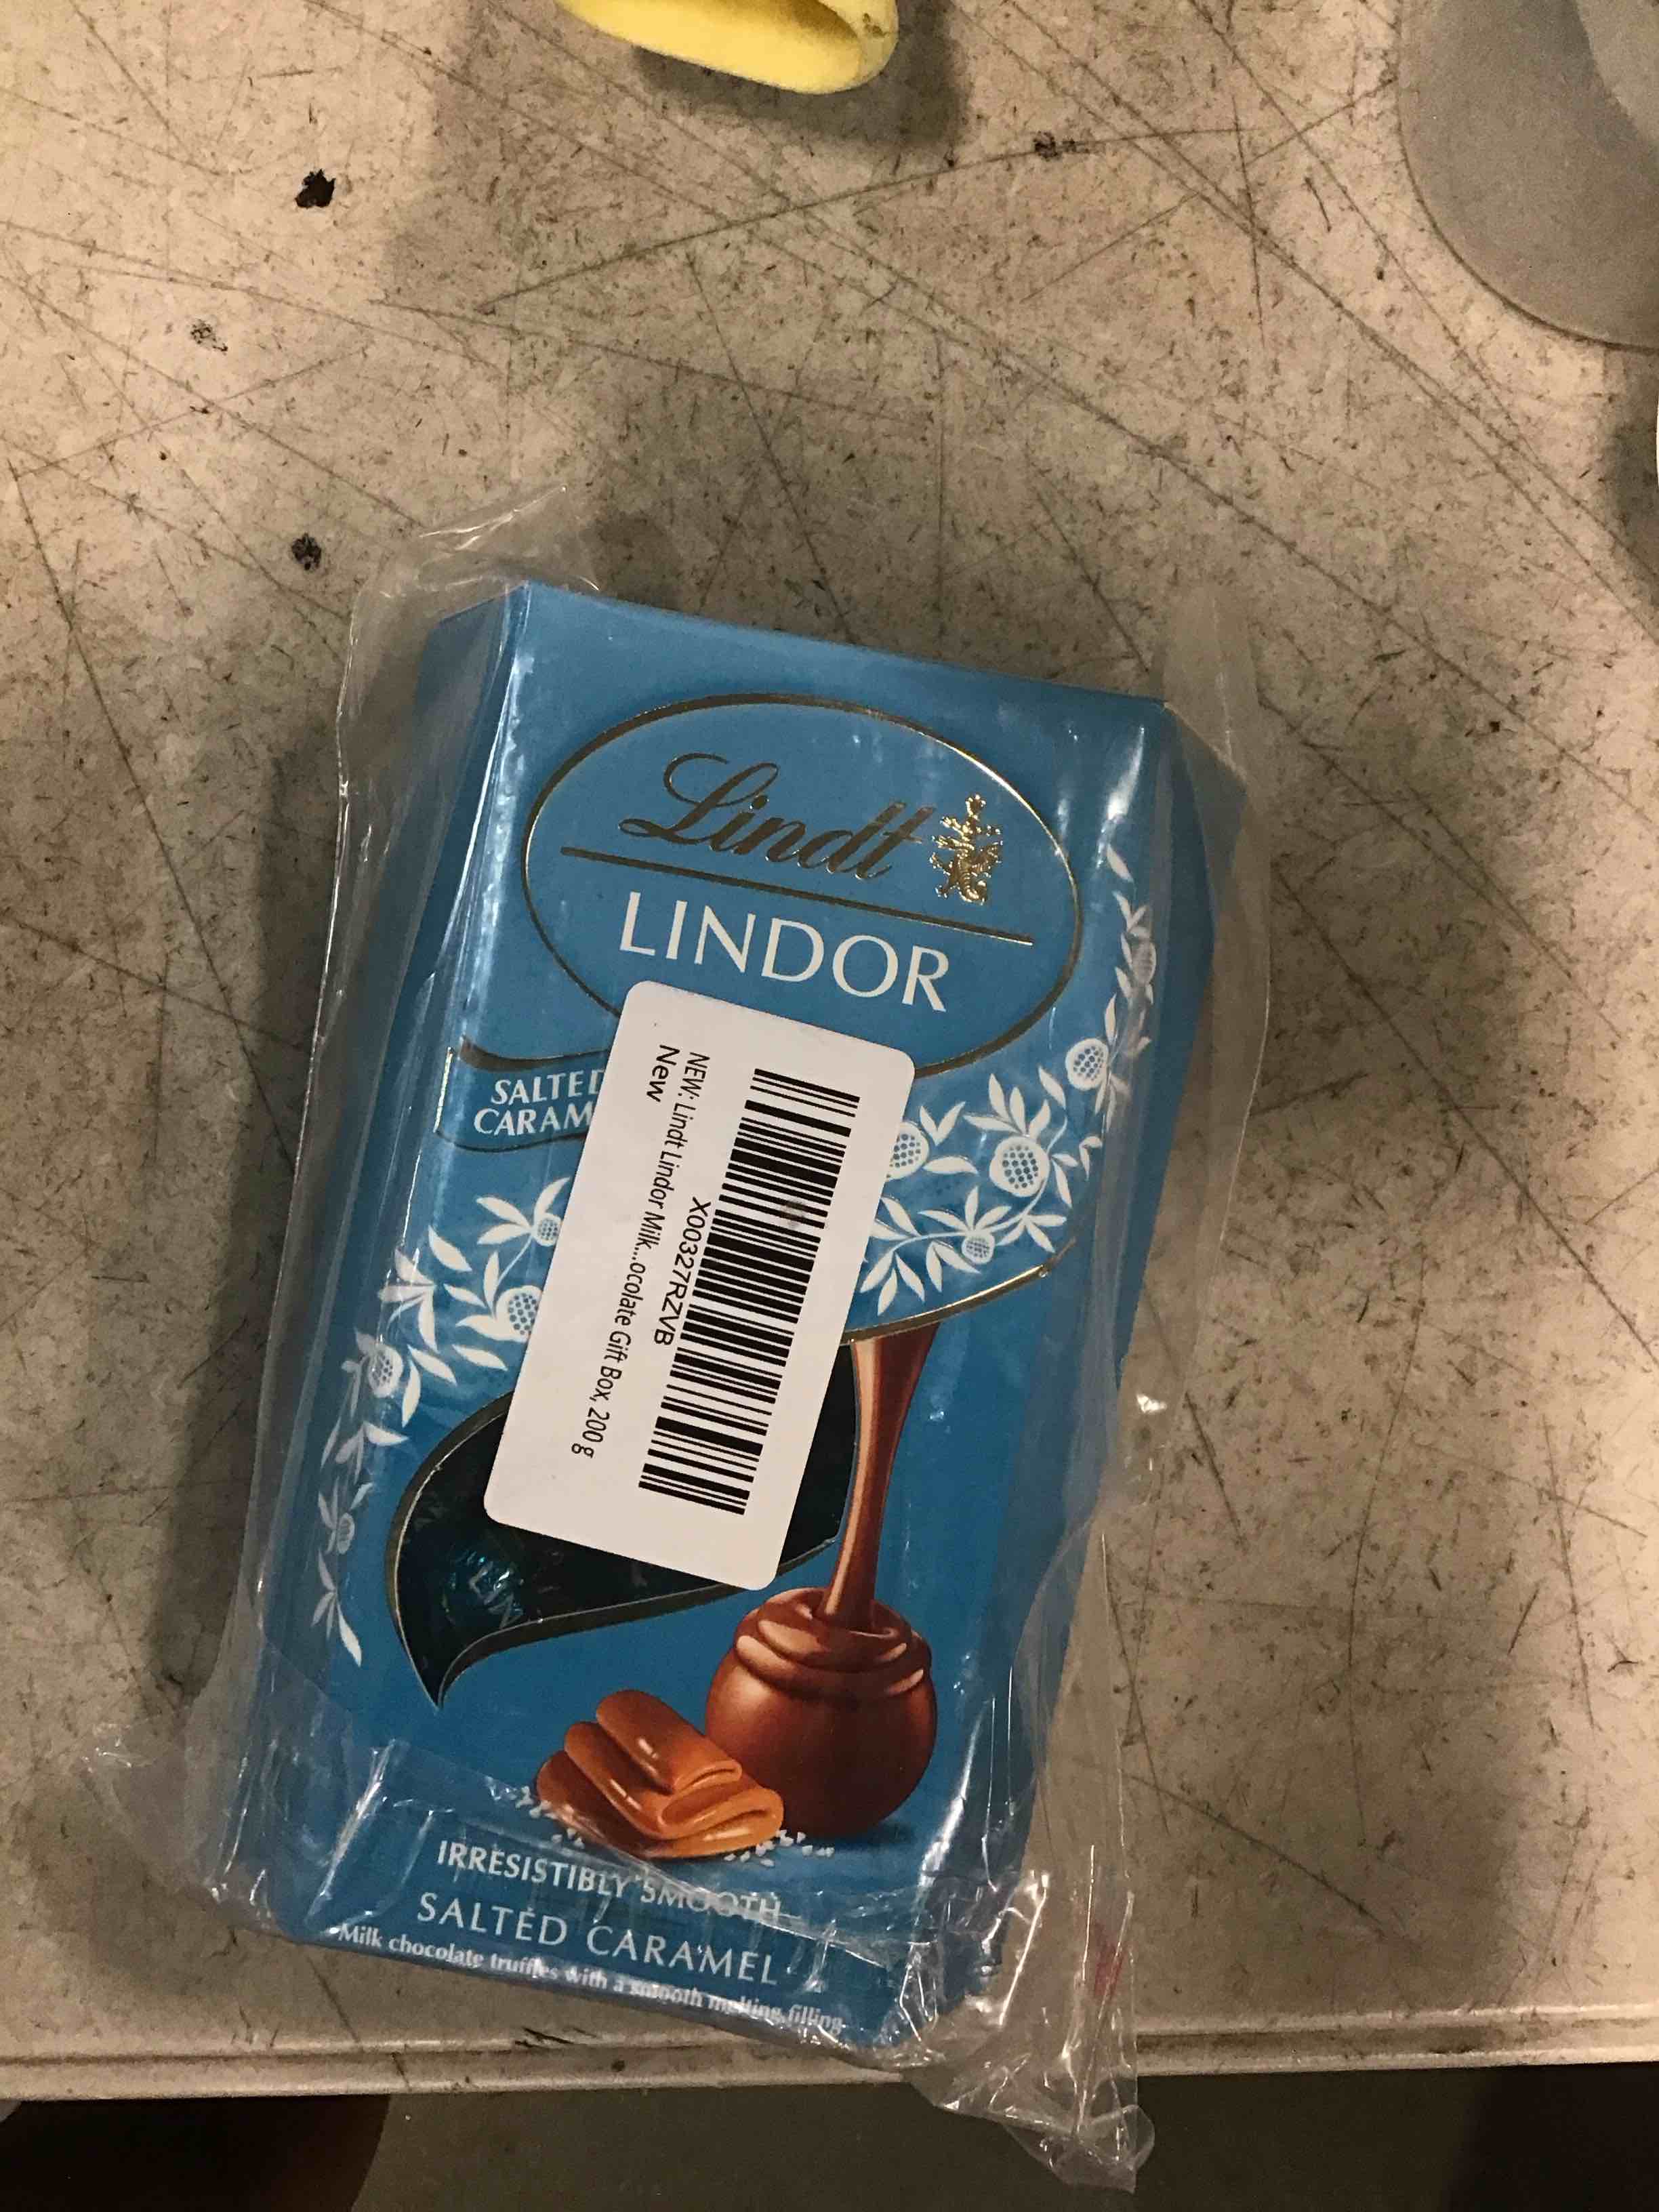 Lindt
LINDOR
SALTED
CARAM
X00327RZVB
NEW: Lindt Lindor Milk...ocolate Gift Box, 200 g
New
LIN
IRRESISTIBLY SMOOTH
SALTED CARAMEL
Milk chocolate truffles with a smooth melting filling